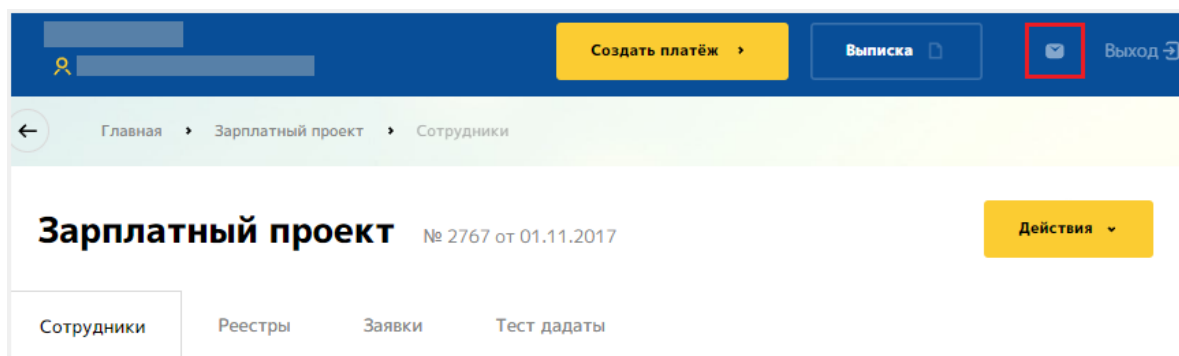 Создать платёж
Выписка
Выход
Главная Зарплатный проект Сотрудники
Зарплатный проект № 2767 от 01.11.2017
Действия
Сотрудники Реестры Заявки Тест дадаты